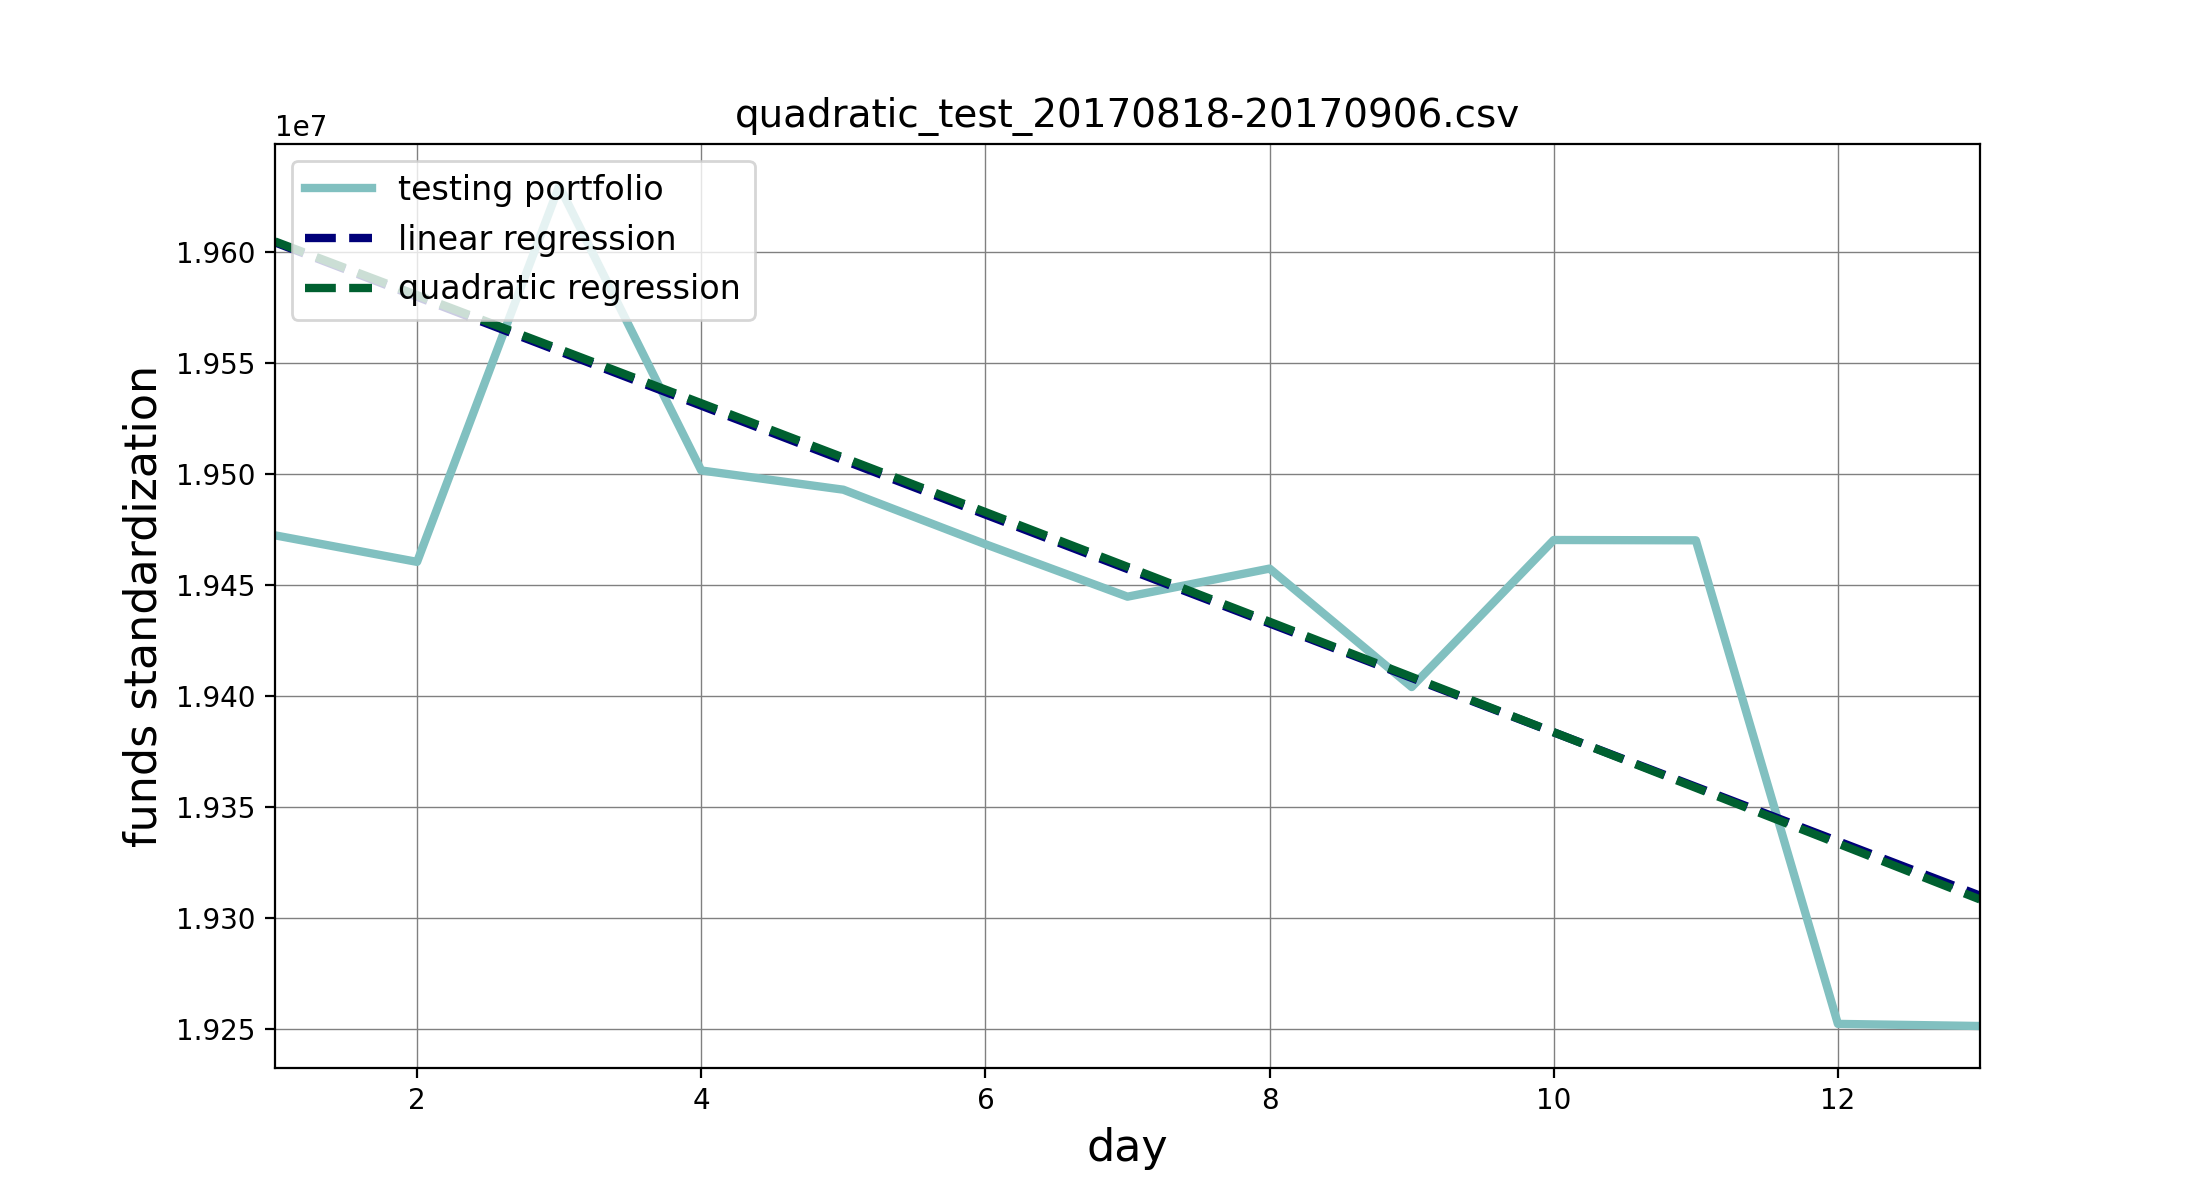 quadratic_test_20170818-20170906.csv
1e7
testing portfolio
linear regression
quadratic regression
1.960
1.955
1.950
1.945
1.940
1.935
1.930
1.925
funds standardization
2 4 6 8 10 12
day